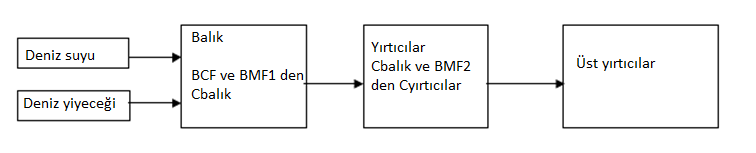 Deniz suyu
Deniz yiyeceği
Balık
BCF ve BMF1 den
Cbalık
Yırtıcılar
Cbalık ve BMF2
den Cyırtıcılar
Üst yırtıcılar